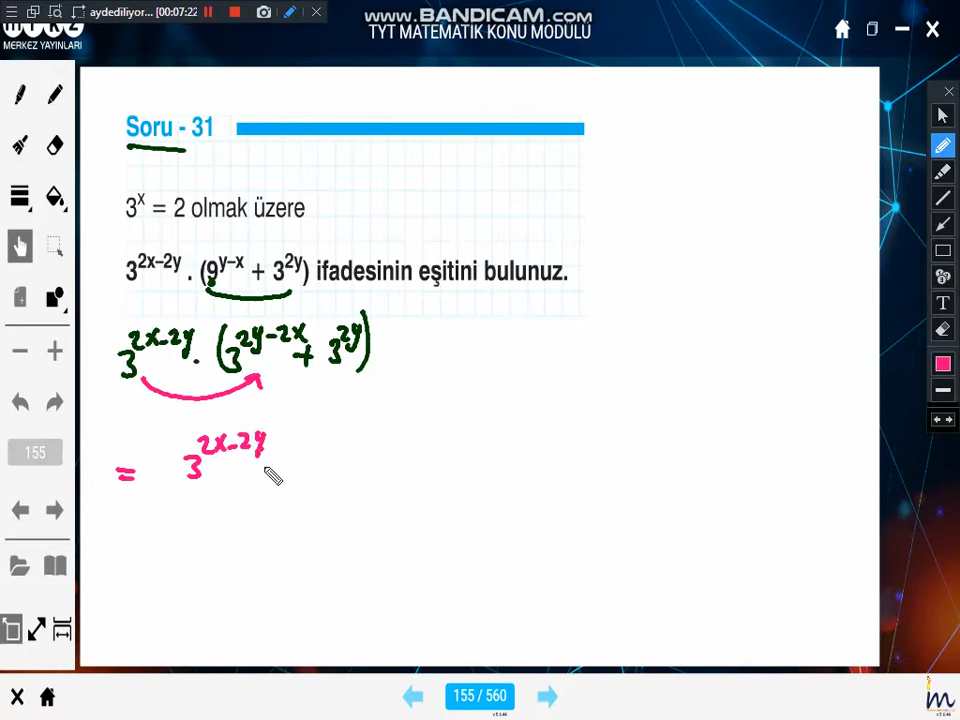 aydediliyor... [00:07:22
www.BANDICAM.com
MERKEZ YAYINLARI
TYT MATEMATİK KONU MODÜLÜ
Soru - 31
3^x = 2 olmak üzere
3^{2x–2y} . (9^{y–x} + 3^{2y}) ifadesinin eşitini bulunuz.
3^{2x-2y} . (3^{2y-2x} + 3^{2y})
= 3^{2x-2y}
T
155
155 / 560